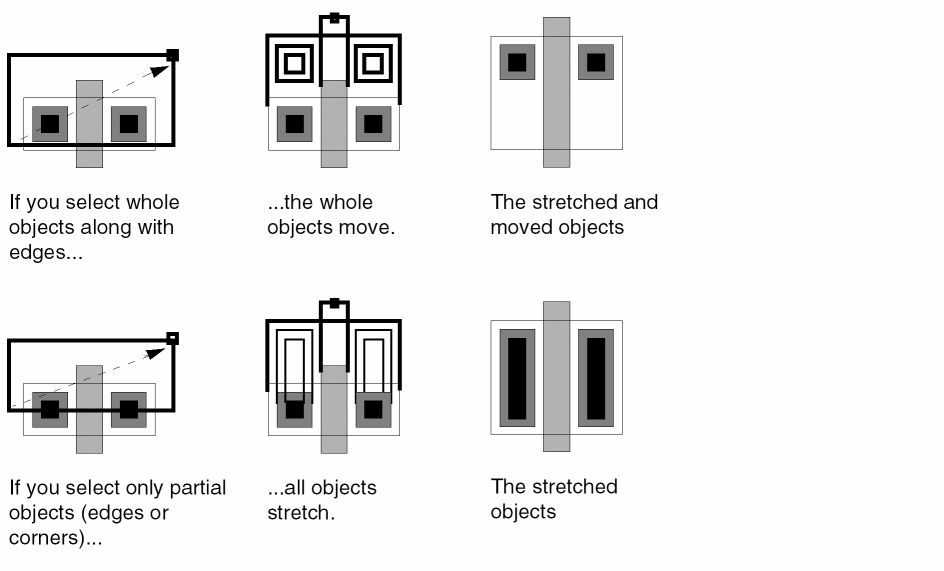 If you select whole
objects along with
edges...
...the whole
objects move.
The stretched and
moved objects
If you select only partial
objects (edges or
corners)...
...all objects
stretch.
The stretched
objects